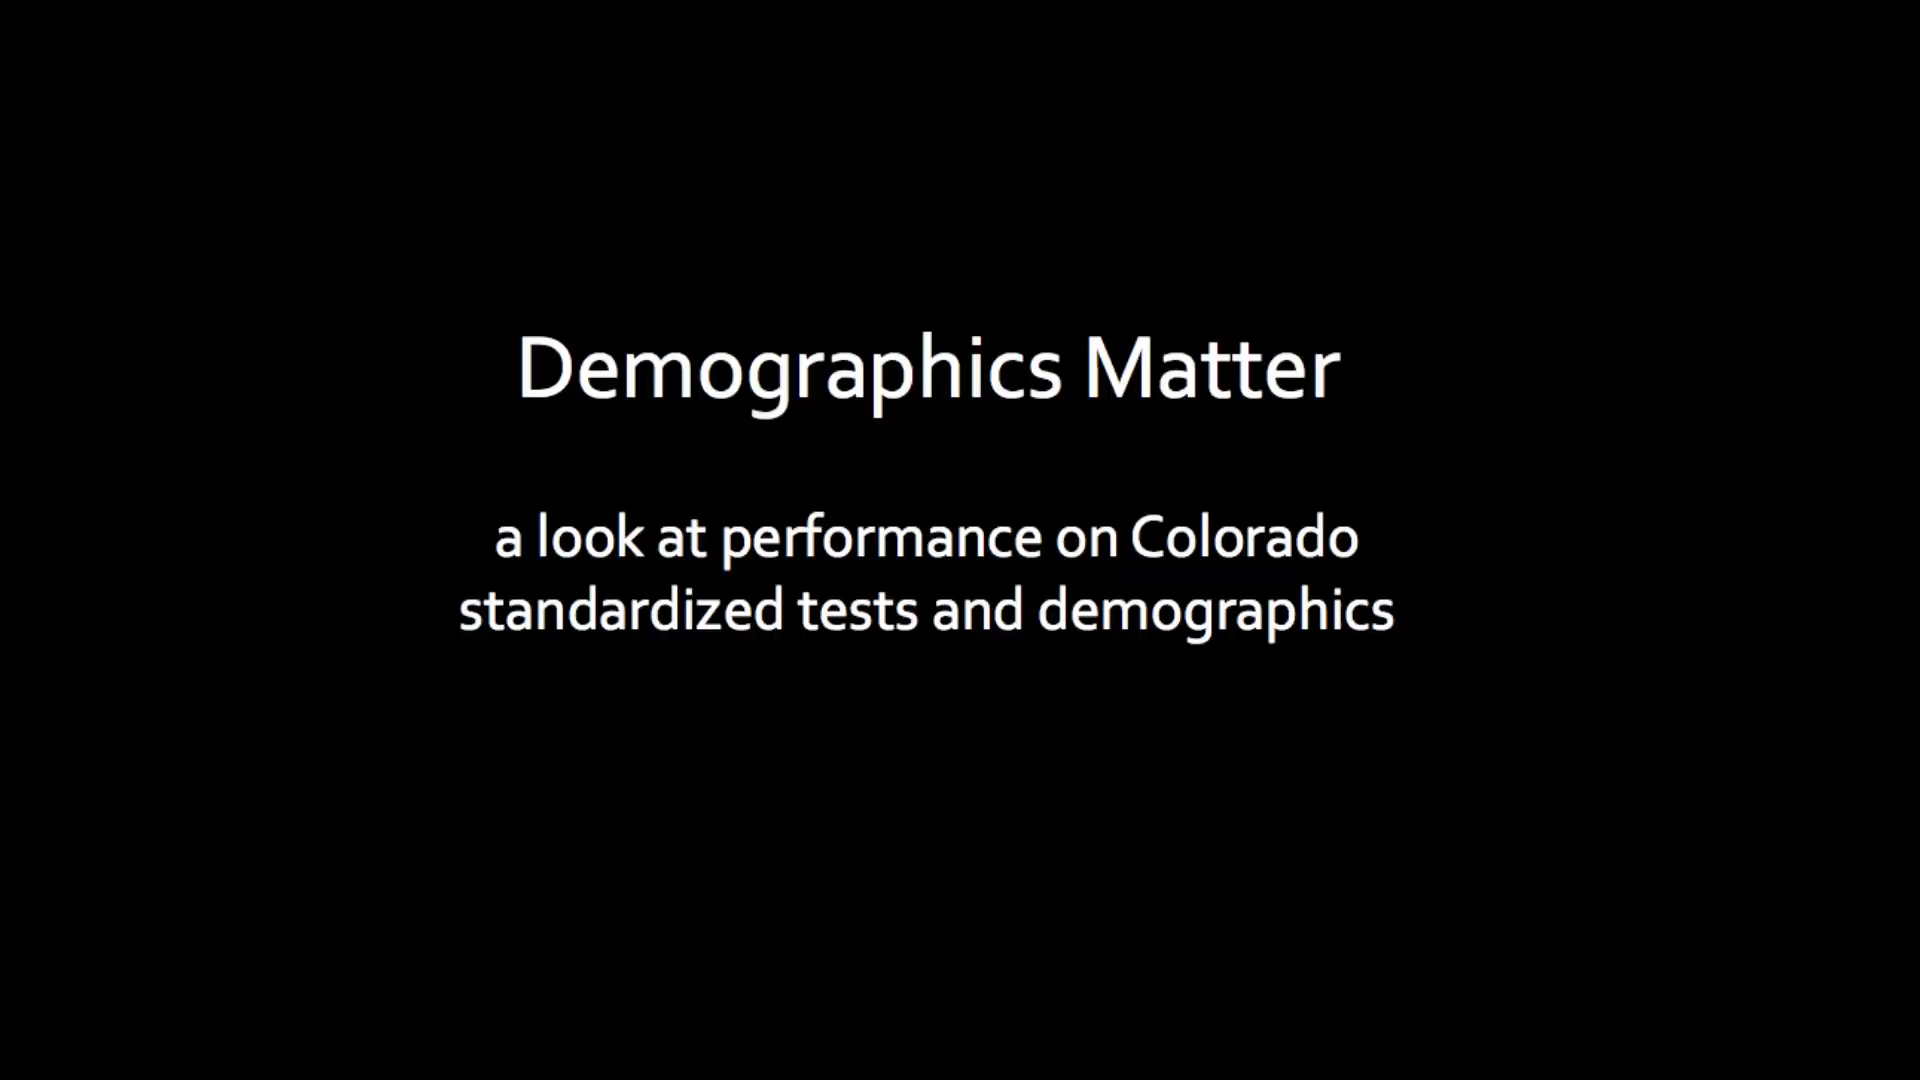 Demographics Matter
a look at performance on Colorado
standardized tests and demographics